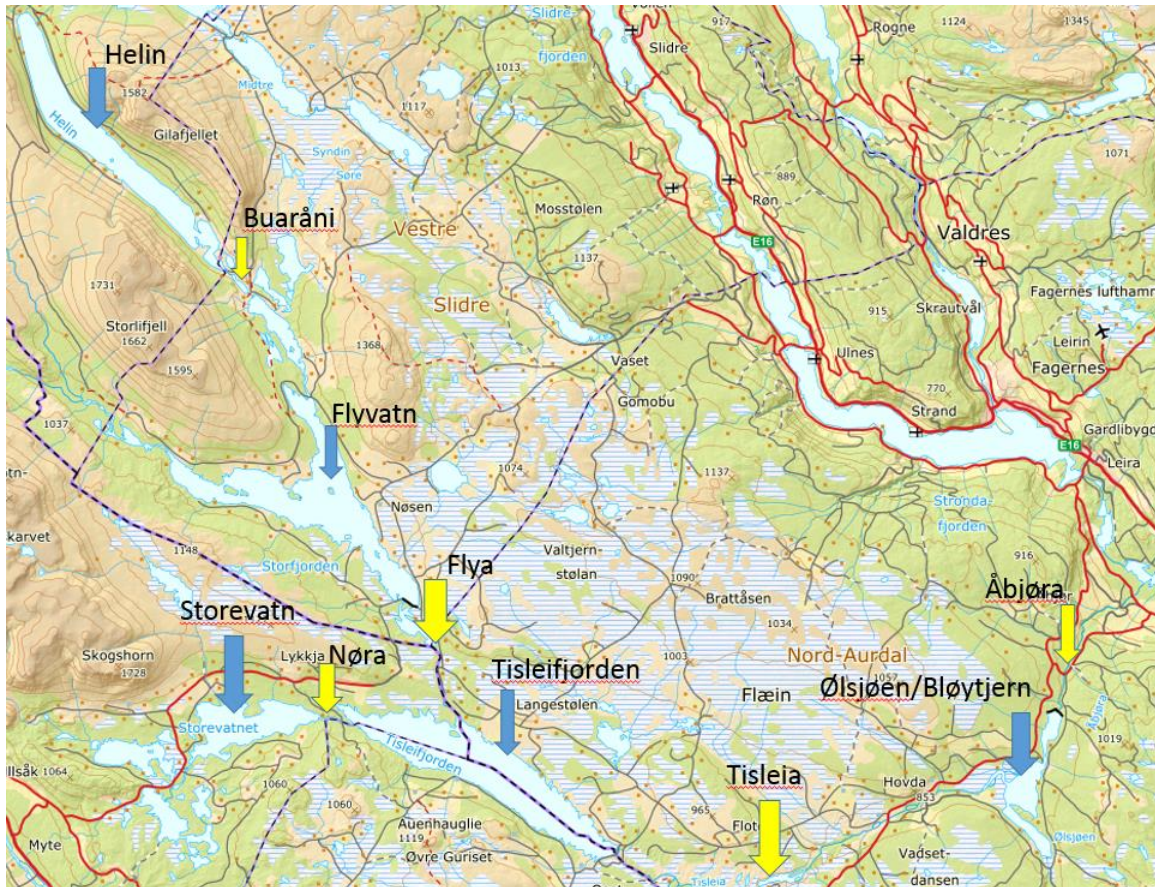 Vollen
Slidre-
fjorden
917
Rogne
1124
1345
Slidre
Helin
1582
Midtre
1013
1117
Helin
Gilafjellet
Syndin
Søre
889
1071
Mosstølen
Røn
Buaråni
Vestre
E16
Valdres
1137
1731
Slidre
Skrautvål
Fagernes lufthamn
Storlifjell
1662
1368
915
Leirin
1595
Vaset
Ulnes
Fagernes
Gomobu
770
Flyvatn
Strand
1037
Gardlibygd
E16
Leira
1074
1137
Nøsen
Stronda-
fjorden
skarvet
1148
Valtjern-
stølan
916
Storfjorden
Flya
1090
Brattåsen
Åbjøra
Storevatn
1034
Skogshorn
1728
Lykkja
Nøra
Tisleifjorden
1003
Nord-Aurdal
1057
Flæin
Ølsjøen/Bløytjern
Langestølen
Storevatnet
Åbjøra
Tisleifjorden
1019
1064
1060
Tisleia
Hovda
853
1060
965
Myte
Auenhauglie
1119
Øvre Guriset
Ølsjøen
Vadset-
dansen
Tisleia